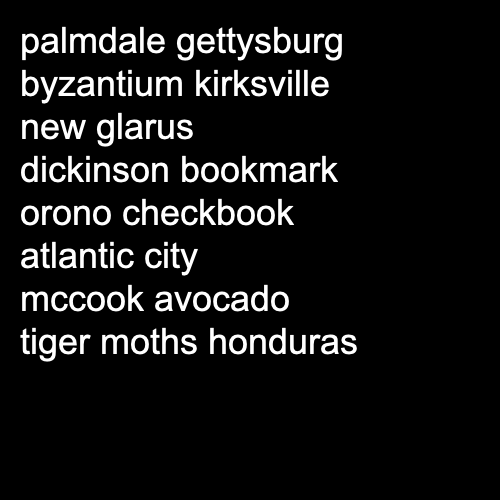 palmdale gettysburg
byzantium kirksville
new glarus
dickinson bookmark
orono checkbook
atlantic city
mccook avocado
tiger moths honduras